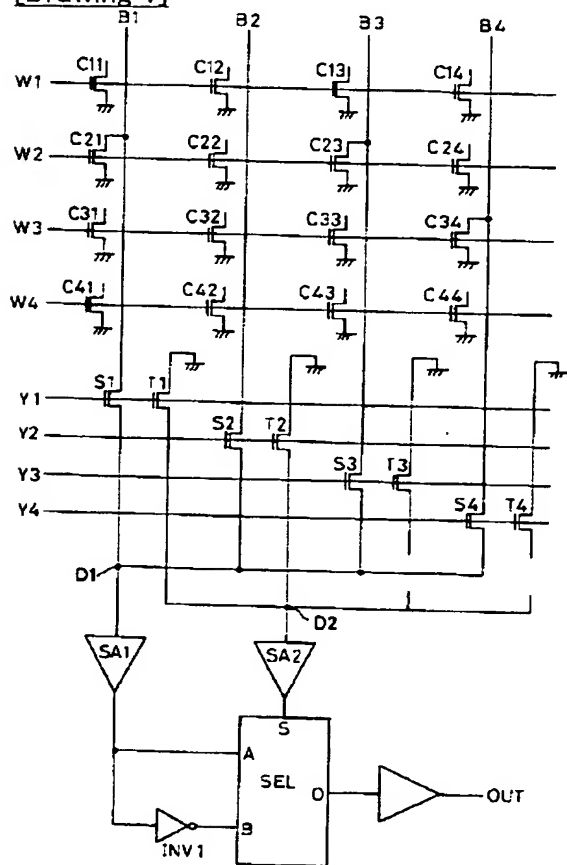 B1 B2 B3 B4
W1 C11 C12 C13 C14
W2 C21 C22 C23 C24
W3 C31 C32 C33 C34
W4 C41 C42 C43 C44
Y1 S1 T1
Y2 S2 T2
Y3 S3 T3
Y4 S4 T4
D1
D2
SA1 SA2
S
A
SEL O OUT
B
INV1